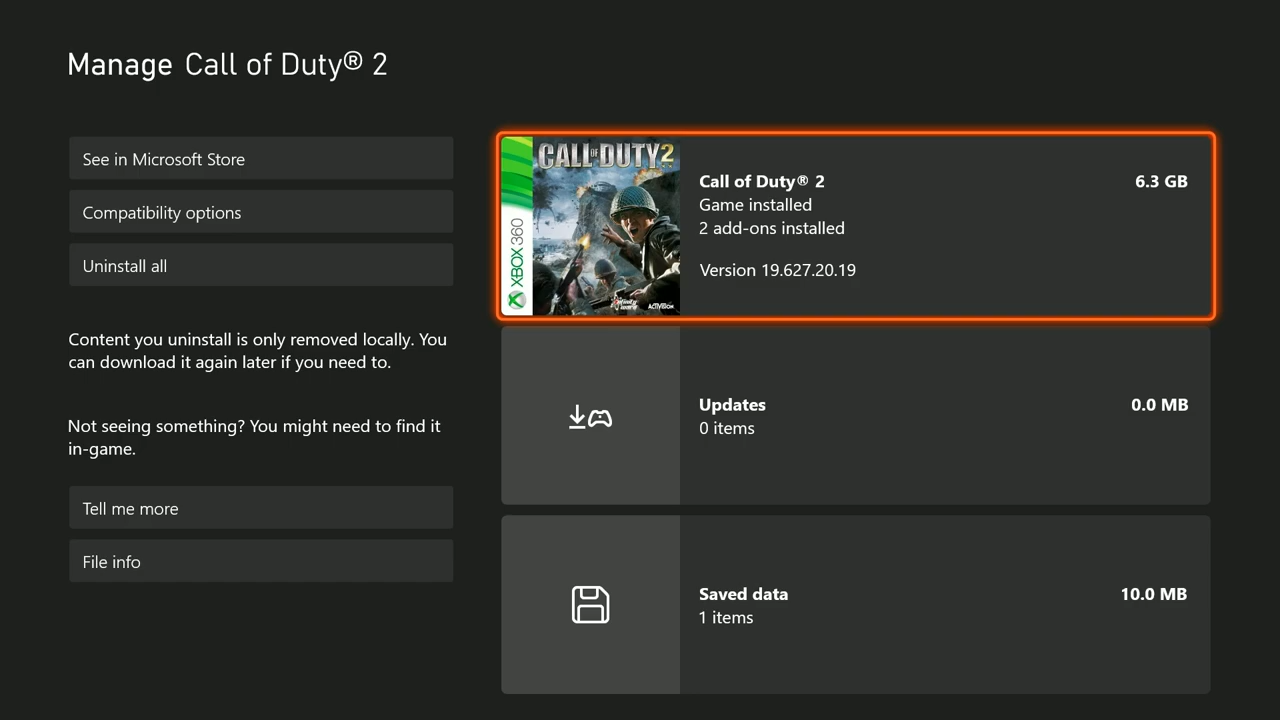 Manage Call of Duty® 2
See in Microsoft Store
Compatibility options
Uninstall all
Content you uninstall is only removed locally. You
can download it again later if you need to.
Not seeing something? You might need to find it
in-game.
Tell me more
File info
XBOX 360
CALL OF DUTY 2
Infinity Ward
ACTIVISION
Call of Duty® 2
6.3 GB
Game installed
2 add-ons installed
Version 19.627.20.19
Updates
0.0 MB
0 items
Saved data
10.0 MB
1 items